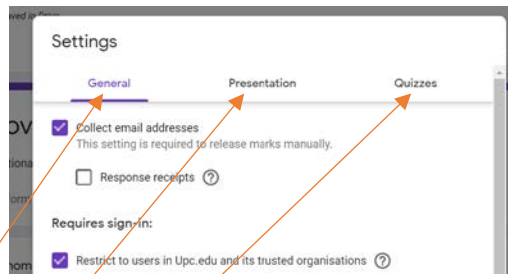 Settings
General Presentation Quizzes
Collect email addresses
This setting is required to release marks manually.
Response receipts
Requires sign-in:
Restrict to users in Upc.edu and its trusted organisations